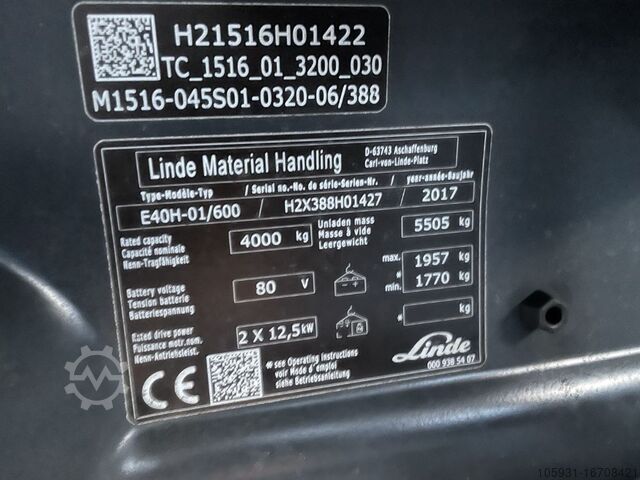 H21516H01422
TC_1516_01_3200_030
M1516-045S01-0320-06/388
Linde Material Handling
D-63743 Aschaffenburg
Carl-von-Linde-Platz
Type-Modèle-Typ / Serial no.-No. de série-Serien-Nr. / year-année-Baujahr
E40H-01/600 / H2X388H01427 / 2017
Rated capacity
Capacité nominale
Nenn-Tragfähigkeit
4000 kg
Unladen mass
Masse à vide
Leergewicht
5505 kg
Battery voltage
Tension batterie
Batteriespannung
80 V
max. 1957 kg
* min. 1770 kg
Rated drive power
Puissance motr.nom.
Nenn-Antriebsleist.
2 X 12,5 kW
* kg
CE
* see Operating Instructions
voir Mode d'emploi
siehe Betriebsanleitung
Linde
000 938 54 07
105931-16708421